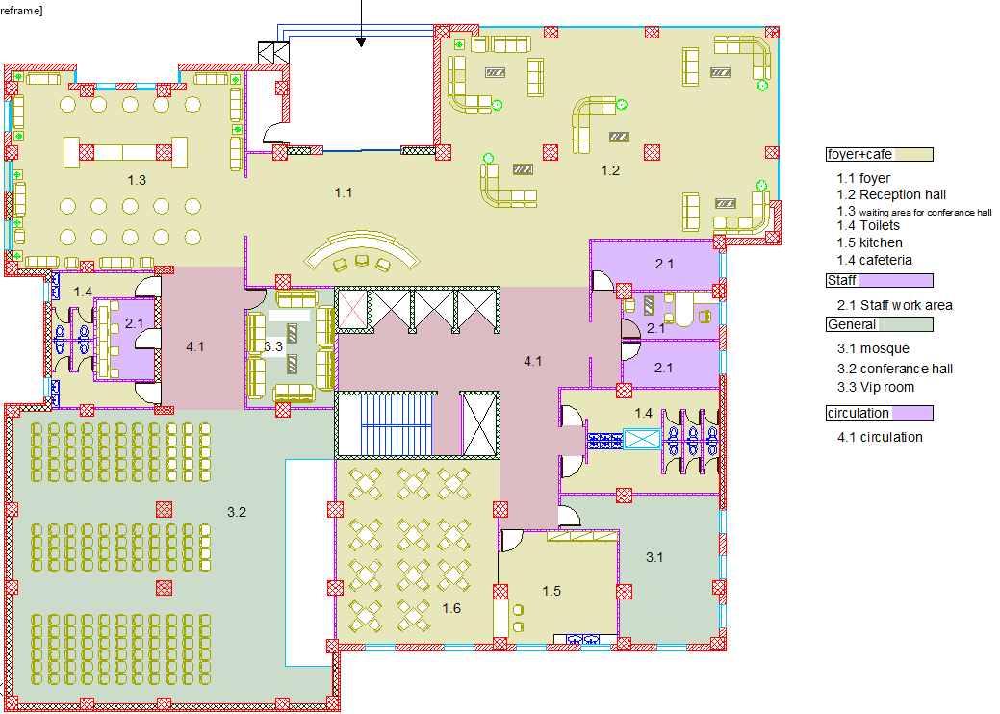 reframe]
1.3
1.1
1.2
2.1
1.4
2.1
4.1
3.3
4.1
2.1
2.1
1.4
3.2
3.1
1.5
1.6
foyer+cafe
1.1 foyer
1.2 Reception hall
1.3 waiting area for conferance hall
1.4 Toilets
1.5 kitchen
1.4 cafeteria
Staff
2.1 Staff work area
General
3.1 mosque
3.2 conferance hall
3.3 Vip room
circulation
4.1 circulation